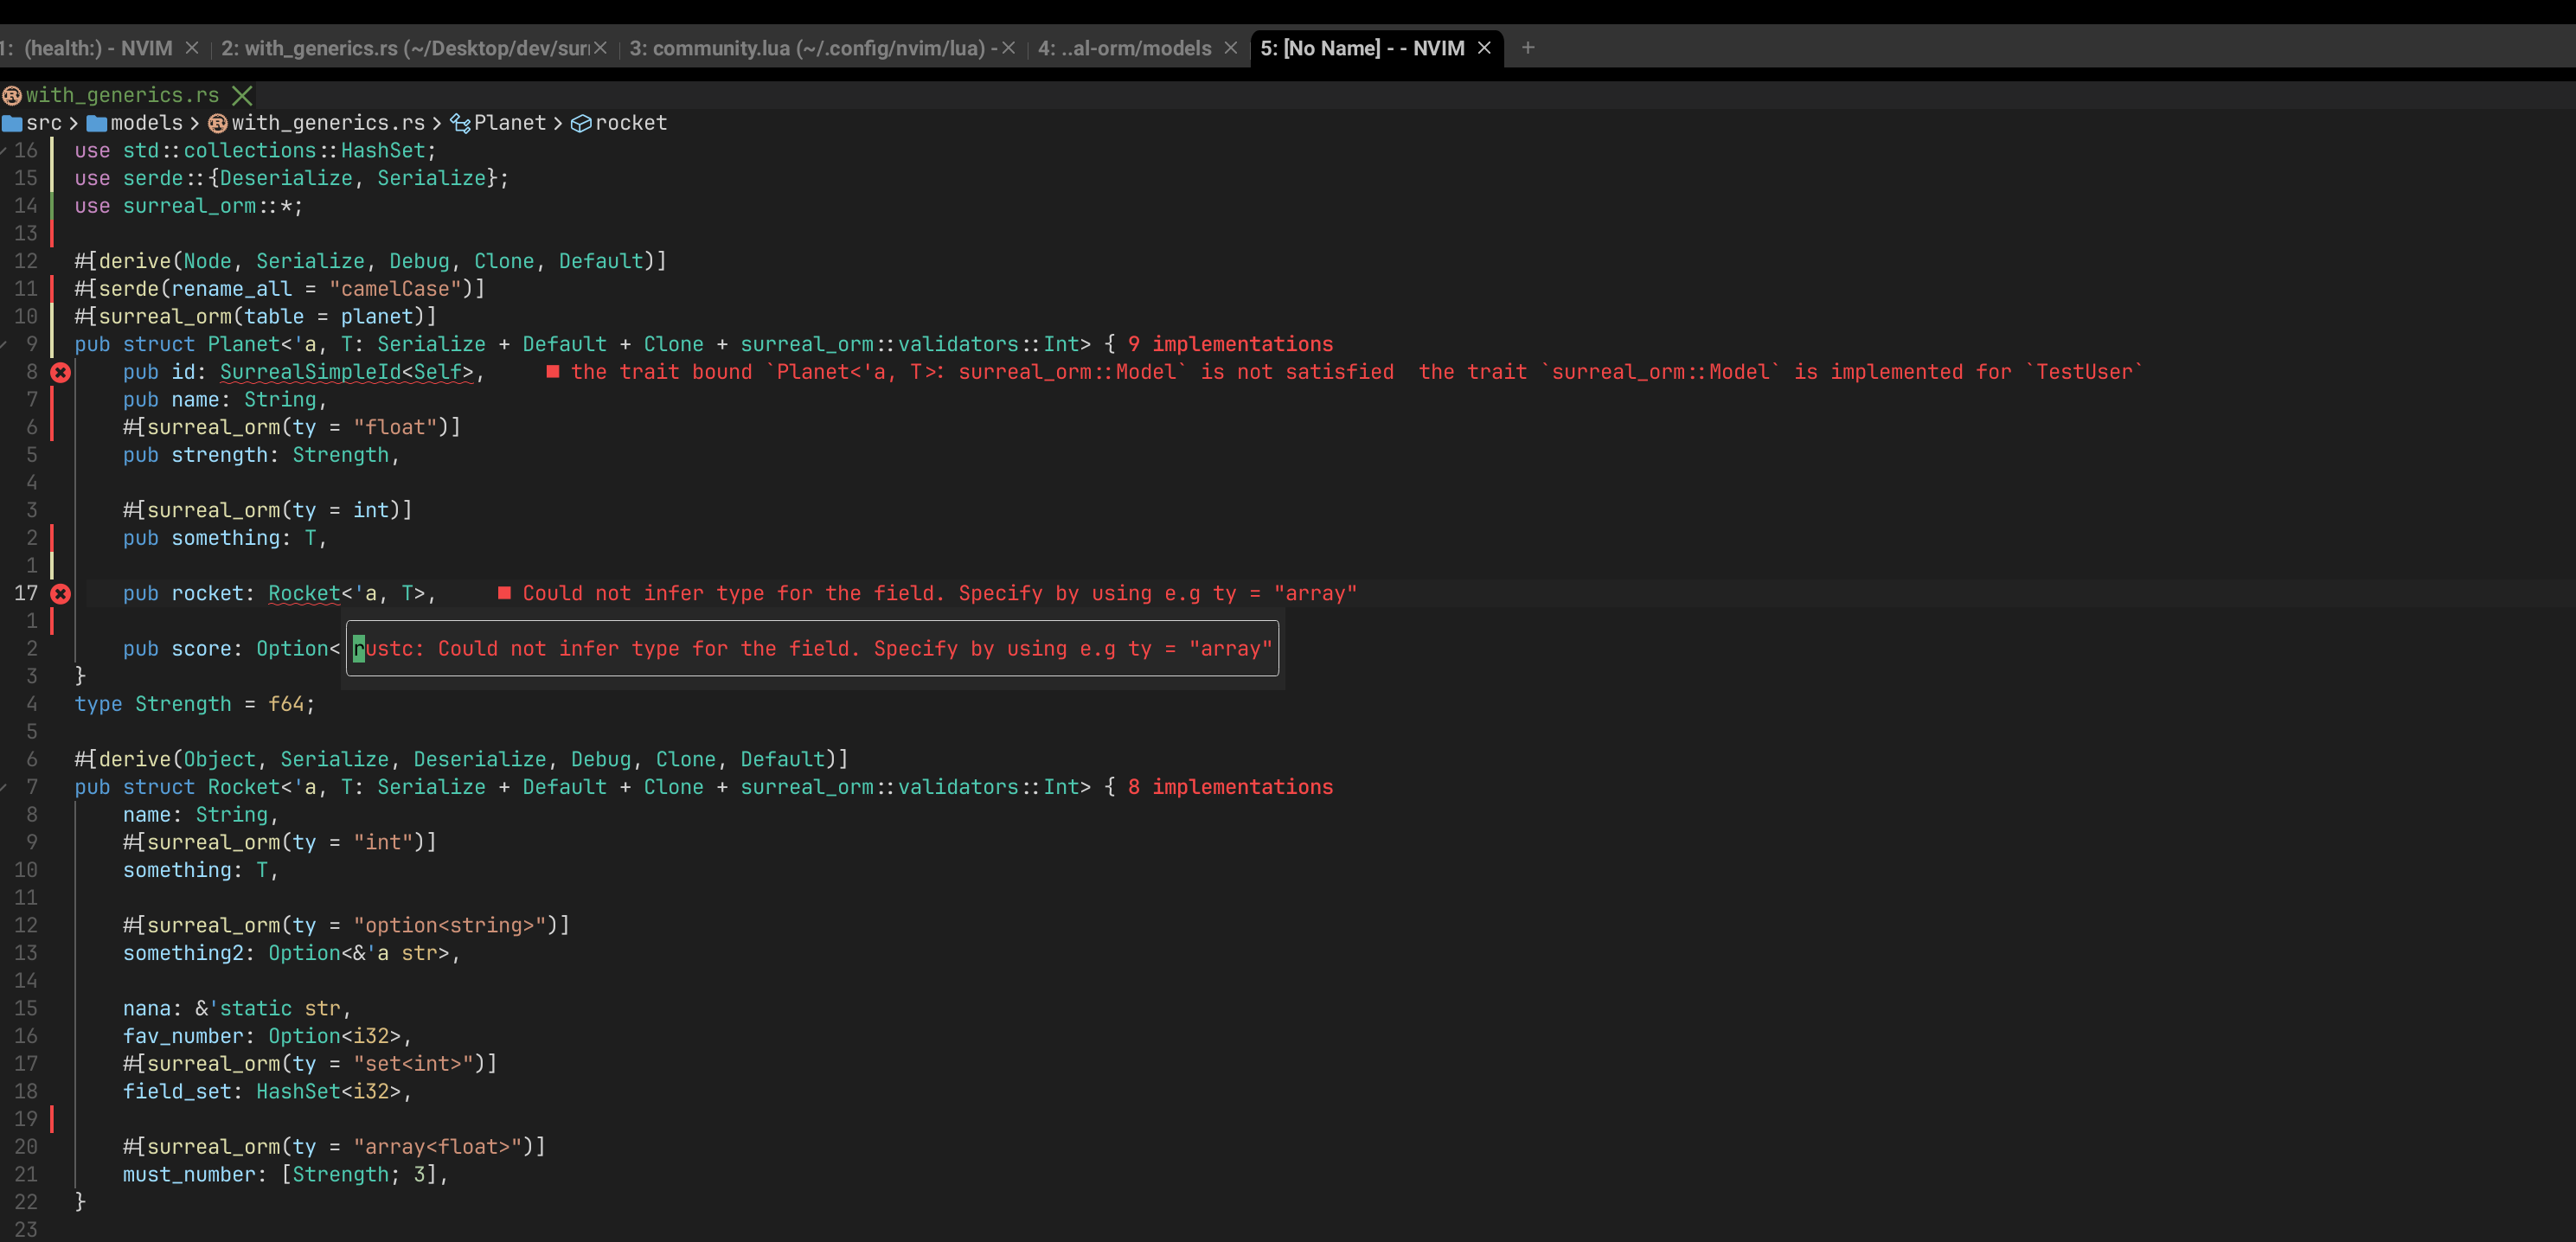 1: (health:) - NVIM × 2: with_generics.rs (~/Desktop/dev/surr × 3: community.lua (~/.config/nvim/lua) - × 4: ..al-orm/models × 5: [No Name] - - NVIM × +
with_generics.rs
src > models > with_generics.rs > Planet > rocket
16 use std::collections::HashSet;
15 use serde::{Deserialize, Serialize};
14 use surreal_orm::*;
13
12 #[derive(Node, Serialize, Debug, Clone, Default)]
11 #[serde(rename_all = "camelCase")]
10 #[surreal_orm(table = planet)]
9 pub struct Planet<'a, T: Serialize + Default + Clone + surreal_orm::validators::Int> { 9 implementations
8 pub id: SurrealSimpleId<Self>, ■ the trait bound `Planet<'a, T>: surreal_orm::Model` is not satisfied the trait `surreal_orm::Model` is implemented for `TestUser`
7 pub name: String,
6 #[surreal_orm(ty = "float")]
5 pub strength: Strength,
4
3 #[surreal_orm(ty = int)]
2 pub something: T,
1
17 pub rocket: Rocket<'a, T>, ■ Could not infer type for the field. Specify by using e.g ty = "array"
1
2 pub score: Option< rustc: Could not infer type for the field. Specify by using e.g ty = "array"
3 }
4 type Strength = f64;
5
6 #[derive(Object, Serialize, Deserialize, Debug, Clone, Default)]
7 pub struct Rocket<'a, T: Serialize + Default + Clone + surreal_orm::validators::Int> { 8 implementations
8 name: String,
9 #[surreal_orm(ty = "int")]
10 something: T,
11
12 #[surreal_orm(ty = "option<string>")]
13 something2: Option<&'a str>,
14
15 nana: &'static str,
16 fav_number: Option<i32>,
17 #[surreal_orm(ty = "set<int>")]
18 field_set: HashSet<i32>,
19
20 #[surreal_orm(ty = "array<float>")]
21 must_number: [Strength; 3],
22 }
23